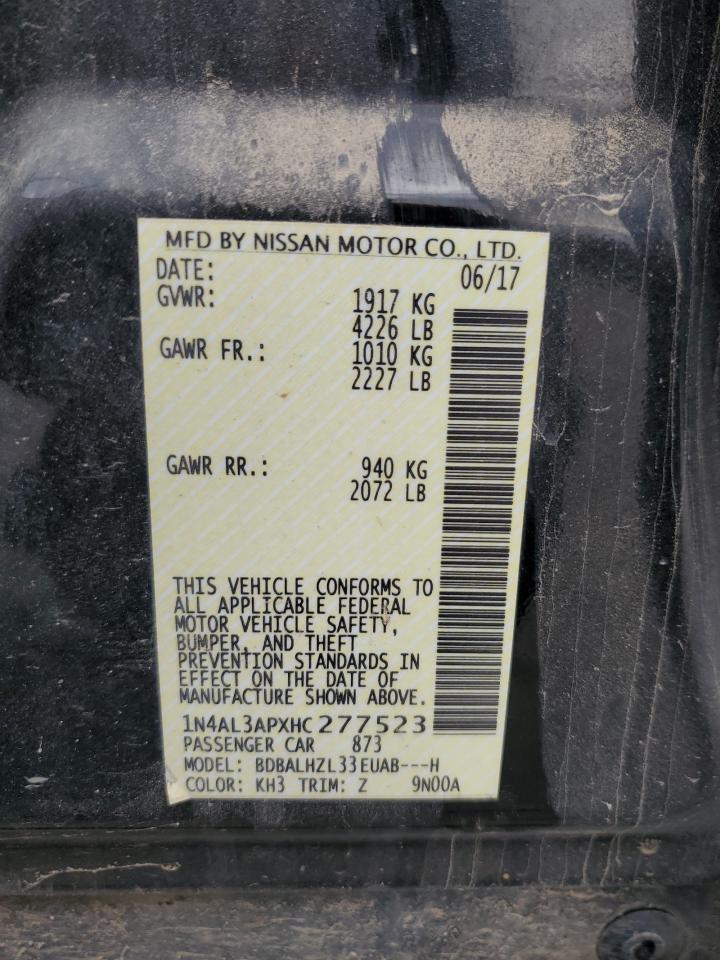 MFD BY NISSAN MOTOR CO., LTD.
DATE: 06/17
GVWR: 1917 KG
4226 LB
GAWR FR.: 1010 KG
2227 LB
GAWR RR.: 940 KG
2072 LB
THIS VEHICLE CONFORMS TO
ALL APPLICABLE FEDERAL
MOTOR VEHICLE SAFETY,
BUMPER, AND THEFT
PREVENTION STANDARDS IN
EFFECT ON THE DATE OF
MANUFACTURE SHOWN ABOVE.
1N4AL3APXHC277523
PASSENGER CAR 873
MODEL: BDBALHZL33EUAB---H
COLOR: KH3 TRIM: Z 9N00A